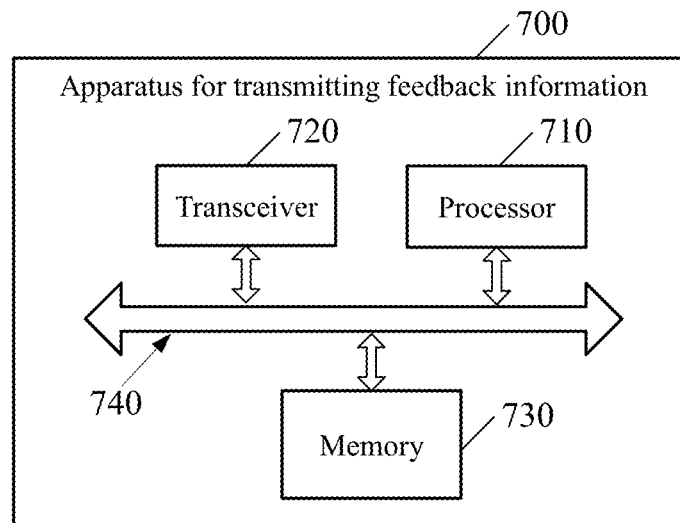 700
Apparatus for transmitting feedback information
720
710
Transceiver
Processor
740
730
Memory